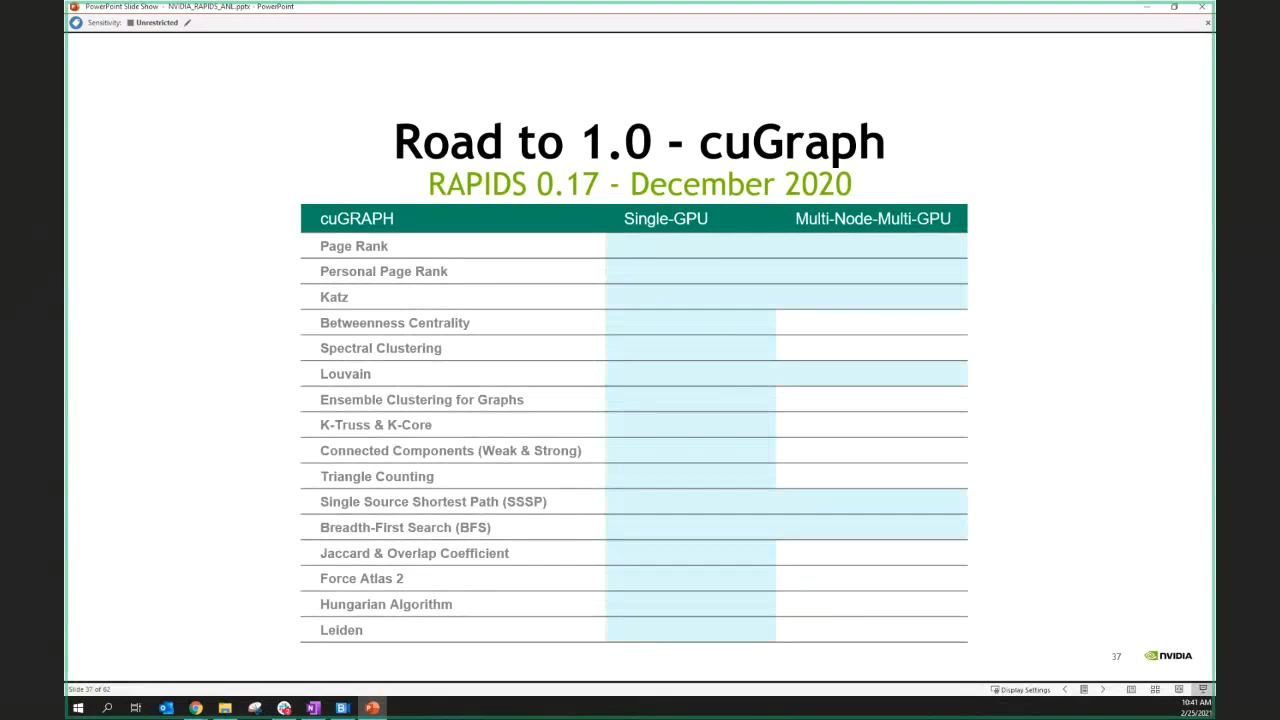 PowerPoint Slide Show - NVIDIA_RAPIDS_ANL.pptx - PowerPoint
Sensitivity: Unrestricted
Road to 1.0 - cuGraph
RAPIDS 0.17 - December 2020
cuGRAPH Single-GPU Multi-Node-Multi-GPU
Page Rank
Personal Page Rank
Katz
Betweenness Centrality
Spectral Clustering
Louvain
Ensemble Clustering for Graphs
K-Truss & K-Core
Connected Components (Weak & Strong)
Triangle Counting
Single Source Shortest Path (SSSP)
Breadth-First Search (BFS)
Jaccard & Overlap Coefficient
Force Atlas 2
Hungarian Algorithm
Leiden
37 NVIDIA
Slide 37 of 62 Display Settings
10:41 AM
2/25/2021